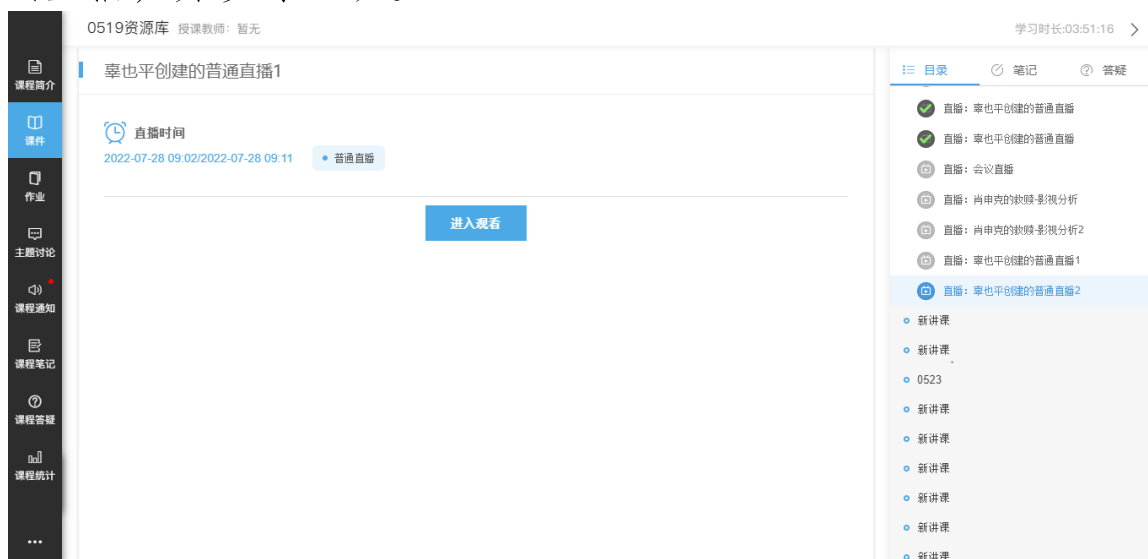 0519资源库 授课教师：暂无
学习时长:03:51:16
课程简介
课件
作业
主题讨论
课程通知
课程笔记
课程答疑
课程统计
辜也平创建的普通直播1
直播时间
2022-07-28 09:02/2022-07-28 09:11
普通直播
进入观看
目录 笔记 答疑
直播：辜也平创建的普通直播
直播：辜也平创建的普通直播
直播：会议直播
直播：肖申克的救赎-影视分析
直播：肖申克的救赎-影视分析2
直播：辜也平创建的普通直播1
直播：辜也平创建的普通直播2
新讲课
新讲课
0523
新讲课
新讲课
新讲课
新讲课
新讲课
新讲课